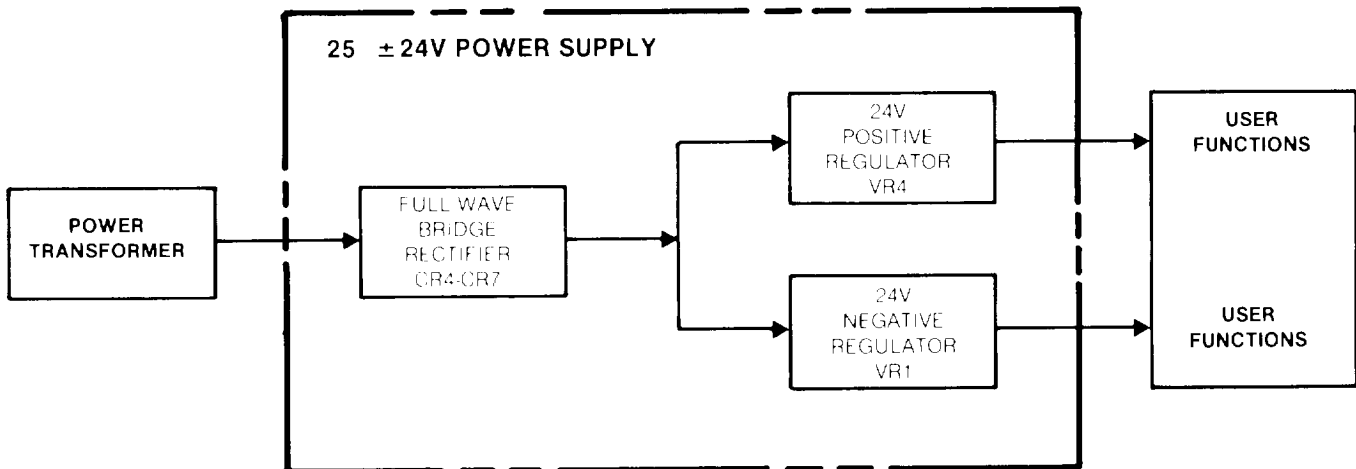 25 ±24V POWER SUPPLY
POWER
TRANSFORMER
FULL WAVE
BRIDGE
RECTIFIER
CR4-CR7
24V
POSITIVE
REGULATOR
VR4
24V
NEGATIVE
REGULATOR
VR1
USER
FUNCTIONS
USER
FUNCTIONS